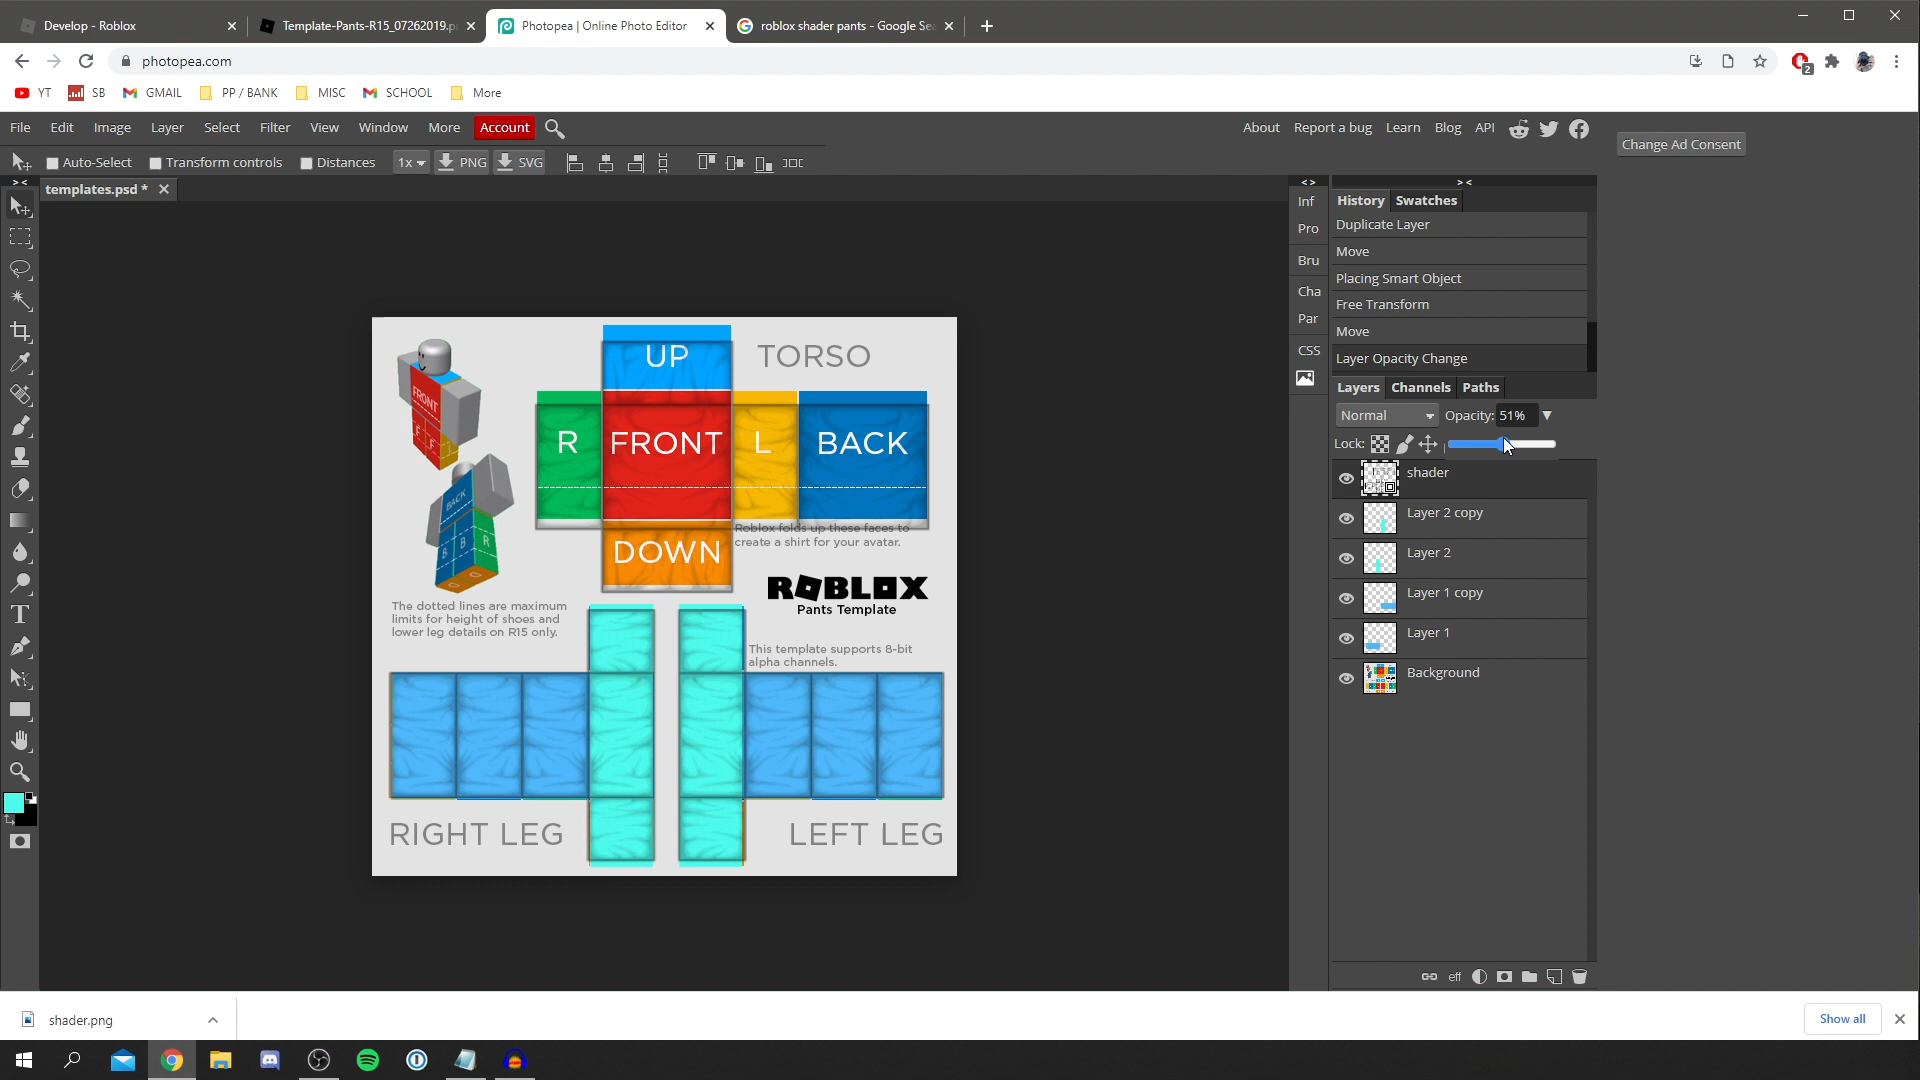 Develop - Roblox
Template-Pants-R15_07262019.p
Photopea | Online Photo Editor
roblox shader pants - Google Sea
photopea.com
2
YT
SB
GMAIL
PP / BANK
MISC
SCHOOL
More
File
Edit
Image
Layer
Select
Filter
View
Window
More
Account
About
Report a bug
Learn
Blog
API
Change Ad Consent
Auto-Select
Transform controls
Distances
1x
PNG
SVG
templates.psd *
Inf
Pro
Bru
Cha
Par
CSS
History
Swatches
Duplicate Layer
Move
Placing Smart Object
Free Transform
Move
Layer Opacity Change
Layers
Channels
Paths
Normal
Opacity: 51%
Lock:
shader
Layer 2 copy
Layer 2
Layer 1 copy
Layer 1
Background
eff
UP
TORSO
FRONT
R
FRONT
L
BACK
BACK
B
B
R
DOWN
Roblox folds up these faces to
create a shirt for your avatar.
ROBLOX
Pants Template
The dotted lines are maximum
limits for height of shoes and
lower leg details on R15 only.
This template supports 8-bit
alpha channels.
RIGHT LEG
LEFT LEG
shader.png
Show all